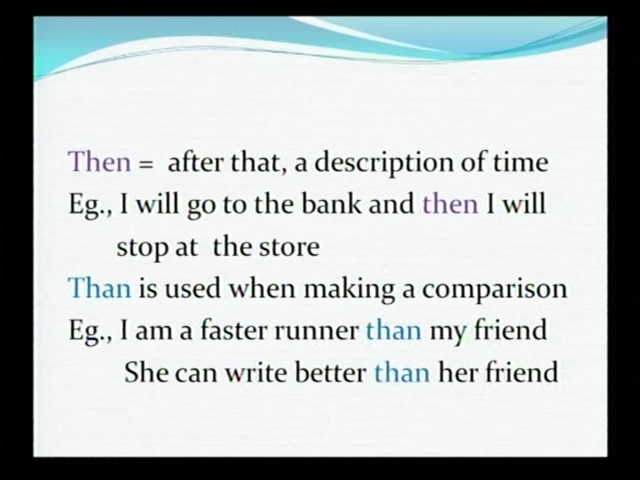 Then = after that, a description of time
Eg., I will go to the bank and then I will
stop at the store
Than is used when making a comparison
Eg., I am a faster runner than my friend
She can write better than her friend